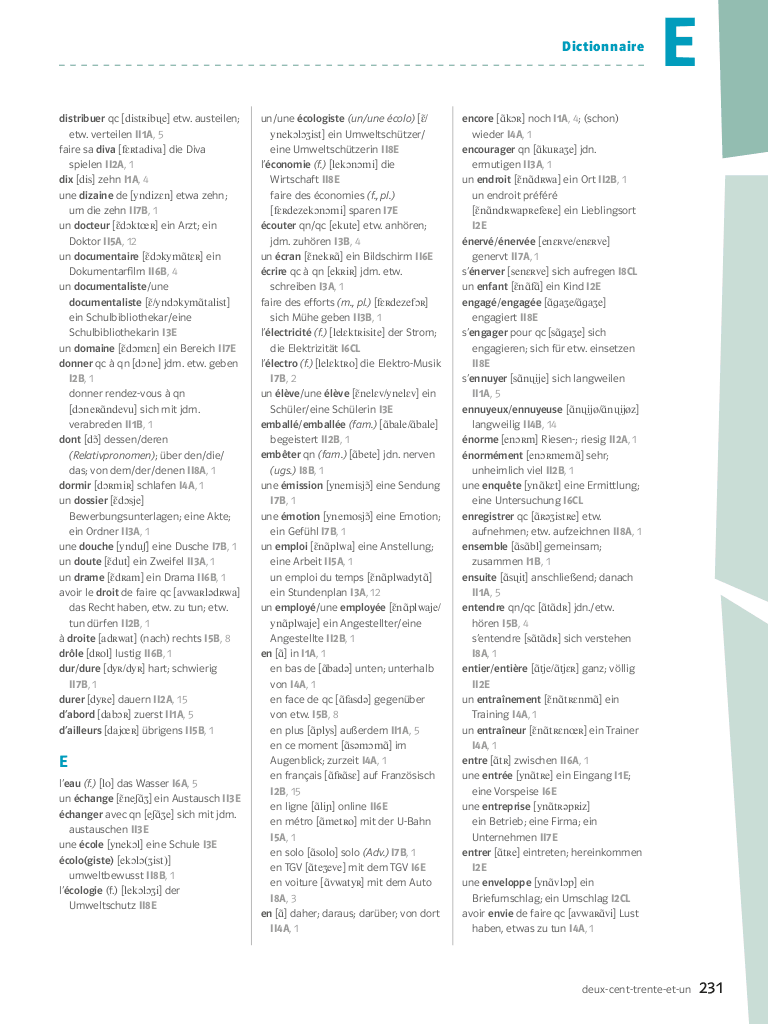 Dictionnaire
E
distribuer qc [distʀibɥe] etw. austeilen;
etw. verteilen II1A, 5
faire sa diva [fɛʀtadiva] die Diva
spielen II2A, 1
dix [dis] zehn I1A, 4
une dizaine de [yndizɛn] etwa zehn;
um die zehn II7B, 1
un docteur [ɛ̃dɔktœʀ] ein Arzt; ein
Doktor II5A, 12
un documentaire [ɛ̃dɔkymɑ̃tɛʀ] ein
Dokumentarfilm II6B, 4
un documentaliste/une
documentaliste [ɛ̃/yndɔkymɑ̃talist]
ein Schulbibliothekar/eine
Schulbibliothekarin I3E
un domaine [ɛ̃dɔmɛn] ein Bereich II7E
donner qc à qn [dɔne] jdm. etw. geben
I2B, 1
donner rendez-vous à qn
[dɔneʀɑ̃devu] sich mit jdm.
verabreden II1B, 1
dont [dɔ̃] dessen/deren
(Relativpronomen); über den/die/
das; von dem/der/denen II8A, 1
dormir [dɔʀmiʀ] schlafen I4A, 1
un dossier [ɛ̃dɔsje]
Bewerbungsunterlagen; eine Akte;
ein Ordner II3A, 1
une douche [ynduʃ] eine Dusche I7B, 1
un doute [ɛ̃dut] ein Zweifel II3A, 1
un drame [ɛ̃dʀam] ein Drama II6B, 1
avoir le droit de faire qc [avwaʀlədʀwa]
das Recht haben, etw. zu tun; etw.
tun dürfen II2B, 1
à droite [adʀwat] (nach) rechts I5B, 8
drôle [dʀol] lustig II6B, 1
dur/dure [dyʀ/dyʀ] hart; schwierig
II7B, 1
durer [dyʀe] dauern II2A, 15
d’abord [dabɔʀ] zuerst II1A, 5
d’ailleurs [dajœʀ] übrigens II5B, 1
E
l’eau (f.) [lo] das Wasser I6A, 5
un échange [ɛ̃neʃɑ̃ʒ] ein Austausch II3E
échanger avec qn [eʃɑ̃ʒe] sich mit jdm.
austauschen II3E
une école [ynekɔl] eine Schule I3E
écolo(giste) [ekɔlɔ(ʒist)]
umweltbewusst II8B, 1
l’écologie (f.) [lekɔlɔʒi] der
Umweltschutz II8E
un/une écologiste (un/une écolo) [ɛ̃/
ynekɔlɔʒist] ein Umweltschützer/
eine Umweltschützerin II8E
l’économie (f.) [lekɔnɔmi] die
Wirtschaft II8E
faire des économies (f., pl.)
[fɛʀdezekɔnɔmi] sparen I7E
écouter qn/qc [ekute] etw. anhören;
jdm. zuhören I3B, 4
un écran [ɛ̃nekʀɑ̃] ein Bildschirm II6E
écrire qc à qn [ekʀiʀ] jdm. etw.
schreiben I3A, 1
faire des efforts (m., pl.) [fɛʀdezefɔʀ]
sich Mühe geben II3B, 1
l’électricité (f.) [lelɛktʀisite] der Strom;
die Elektrizität I6CL
l’électro (f.) [lelɛktʀo] die Elektro-Musik
I7B, 2
un élève/une élève [ɛ̃nelɛv/ynelɛv] ein
Schüler/eine Schülerin I3E
emballé/emballée (fam.) [ɑ̃bale/ɑ̃bale]
begeistert II2B, 1
embêter qn (fam.) [ɑ̃bete] jdn. nerven
(ugs.) I8B, 1
une émission [ynemisjɔ̃] eine Sendung
I7B, 1
une émotion [ynemosjɔ̃] eine Emotion;
ein Gefühl I7B, 1
un emploi [ɛ̃nɑ̃plwa] eine Anstellung;
eine Arbeit II5A, 1
un emploi du temps [ɛ̃nɑ̃plwadytɑ̃]
ein Stundenplan I3A, 12
un employé/une employée [ɛ̃nɑ̃plwaje/
ynɑ̃plwaje] ein Angestellter/eine
Angestellte II2B, 1
en [ɑ̃] in I1A, 1
en bas de [ɑ̃badə] unten; unterhalb
von I4A, 1
en face de qc [ɑ̃fasdə] gegenüber
von etw. I5B, 8
en plus [ɑ̃plys] außerdem II1A, 5
en ce moment [ɑ̃səmɔmɑ̃] im
Augenblick; zurzeit I4A, 1
en français [ɑ̃fʀɑ̃sɛ] auf Französisch
I2B, 15
en ligne [ɑ̃liɲ] online II6E
en métro [ɑ̃metʀo] mit der U-Bahn
I5A, 1
en solo [ɑ̃solo] solo (Adv.) I7B, 1
en TGV [ɑ̃teʒeve] mit dem TGV I6E
en voiture [ɑ̃vwatyʀ] mit dem Auto
I8A, 3
en [ɑ̃] daher; daraus; darüber; von dort
II4A, 1
encore [ɑ̃kɔʀ] noch I1A, 4; (schon)
wieder I4A, 1
encourager qn [ɑ̃kuʀaʒe] jdn.
ermutigen II3A, 1
un endroit [ɛ̃nɑ̃dʀwa] ein Ort II2B, 1
un endroit préféré
[ɛ̃nɑ̃dʀwapʀefeʀe] ein Lieblingsort
I2E
énervé/énervée [enɛʀve/enɛʀve]
genervt II7A, 1
s’énerver [senɛʀve] sich aufregen I8CL
un enfant [ɛ̃nɑ̃fɑ̃] ein Kind I2E
engagé/engagée [ɑ̃gaʒe/ɑ̃gaʒe]
engagiert II8E
s’engager pour qc [sɑ̃gaʒe] sich
engagieren; sich für etw. einsetzen
II8E
s’ennuyer [sɑ̃nɥije] sich langweilen
II1A, 5
ennuyeux/ennuyeuse [ɑ̃nɥijø/ɑ̃nɥijøz]
langweilig II4B, 14
énorme [enɔʀm] Riesen-; riesig II2A, 1
énormément [enɔʀmemɑ̃] sehr;
unheimlich viel II2B, 1
une enquête [ynɑ̃kɛt] eine Ermittlung;
eine Untersuchung I6CL
enregistrer qc [ɑ̃ʀəʒistʀe] etw.
aufnehmen; etw. aufzeichnen II8A, 1
ensemble [ɑ̃sɑ̃bl] gemeinsam;
zusammen I1B, 1
ensuite [ɑ̃sɥit] anschließend; danach
II1A, 5
entendre qn/qc [ɑ̃tɑ̃dʀ] jdn./etw.
hören I5B, 4
s’entendre [sɑ̃tɑ̃dʀ] sich verstehen
I8A, 1
entier/entière [ɑ̃tje/ɑ̃tjɛʀ] ganz; völlig
II2E
un entraînement [ɛ̃nɑ̃tʀɛnmɑ̃] ein
Training I4A, 1
un entraîneur [ɛ̃nɑ̃tʀɛnœʀ] ein Trainer
I4A, 1
entre [ɑ̃tʀ] zwischen II6A, 1
une entrée [ynɑ̃tʀe] ein Eingang I1E;
eine Vorspeise I6E
une entreprise [ynɑ̃tʀəpʀiz]
ein Betrieb; eine Firma; ein
Unternehmen II7E
entrer [ɑ̃tʀe] eintreten; hereinkommen
I2E
une enveloppe [ynɑ̃vlɔp] ein
Briefumschlag; ein Umschlag I2CL
avoir envie de faire qc [avwaʀɑ̃vi] Lust
haben, etwas zu tun I4A, 1
deux-cent-trente-et-un 231